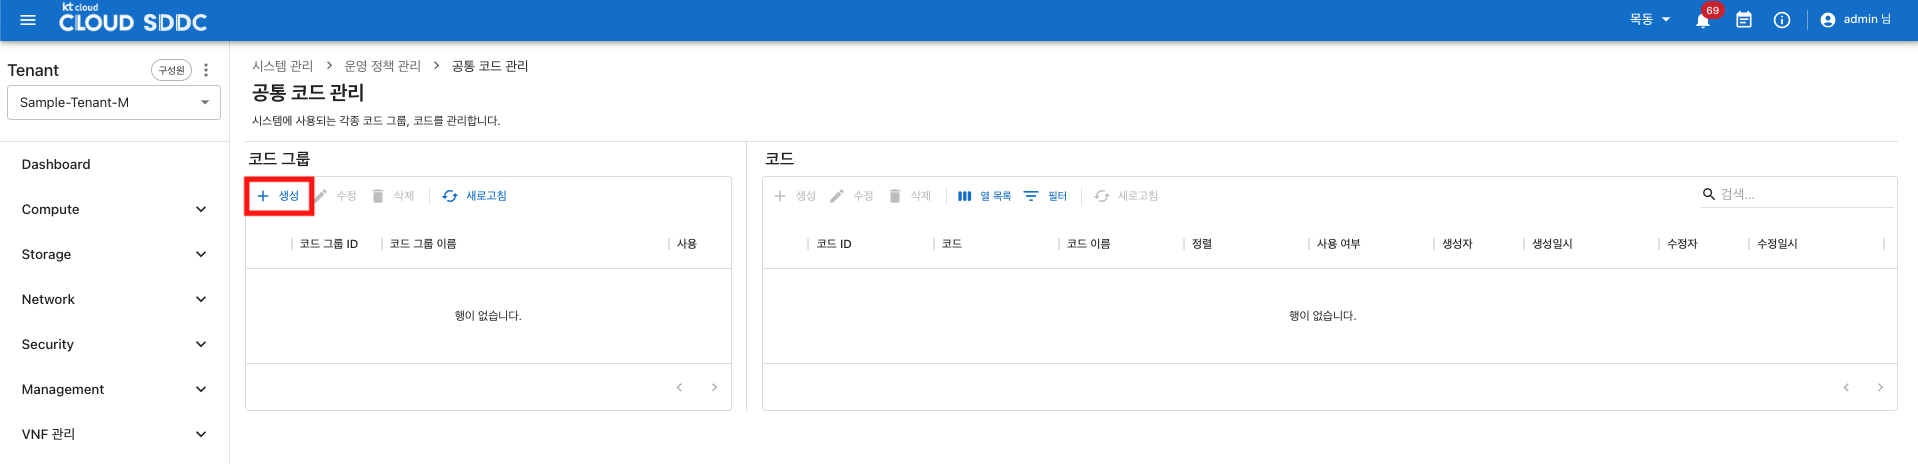 kt cloud
CLOUD SDDC
목동
69
admin 님
Tenant
구성원
Sample-Tenant-M
Dashboard
Compute
Storage
Network
Security
Management
VNF 관리
시스템 관리 > 운영 정책 관리 > 공통 코드 관리
공통 코드 관리
시스템에 사용되는 각종 코드 그룹, 코드를 관리합니다.
코드 그룹
생성 수정 삭제 새로고침
코드 그룹 ID 코드 그룹 이름 사용
행이 없습니다.
코드
생성 수정 삭제 열 목록 필터 새로고침 검색...
코드 ID 코드 코드 이름 정렬 사용 여부 생성자 생성일시 수정자 수정일시
행이 없습니다.